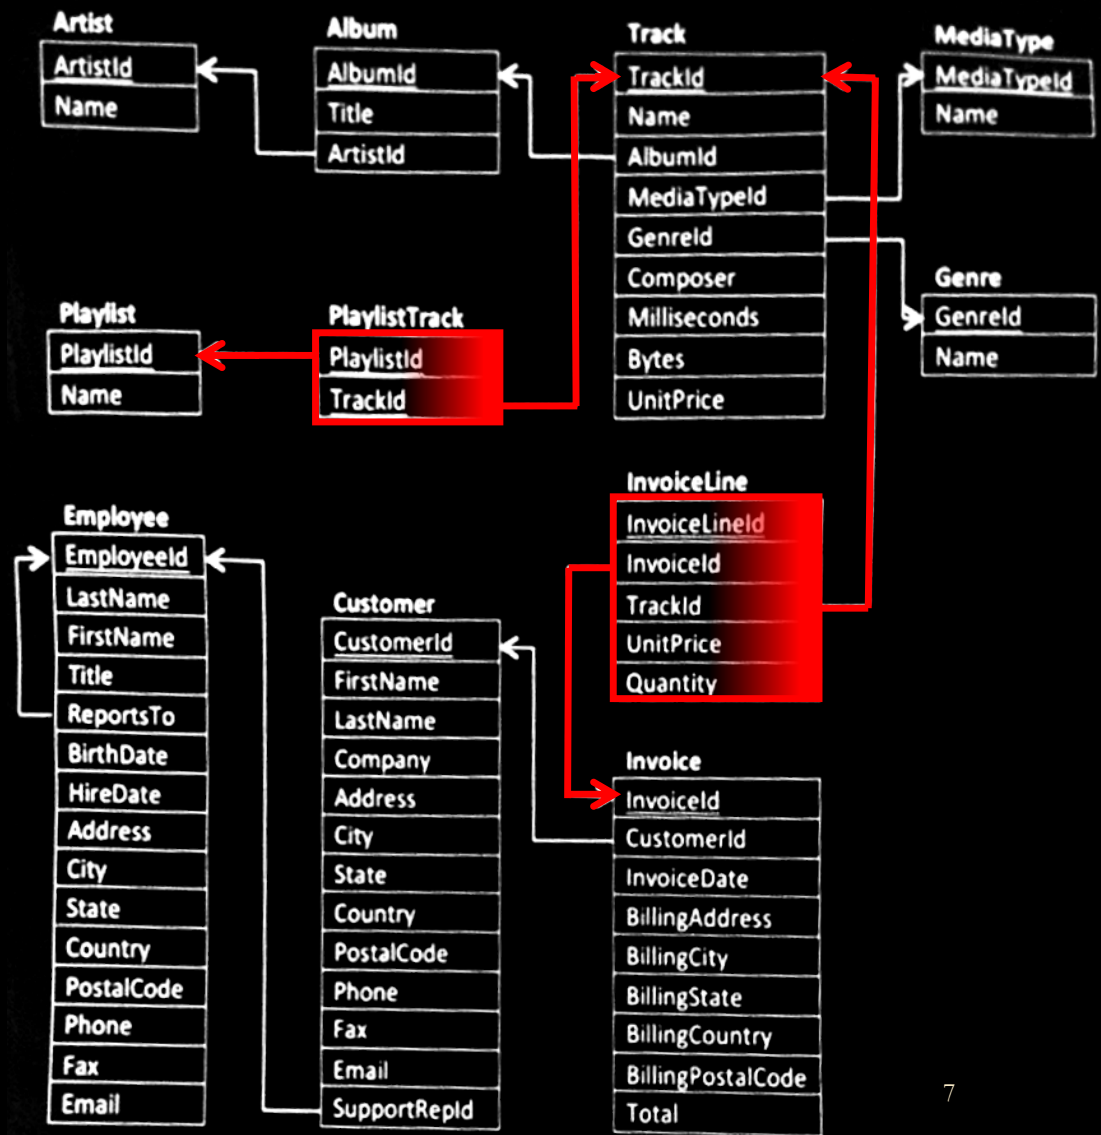 Artist
ArtistId
Name
Album
AlbumId
Title
ArtistId
Track
TrackId
Name
AlbumId
MediaTypeId
GenreId
Composer
Milliseconds
Bytes
UnitPrice
MediaType
MediaTypeId
Name
Genre
GenreId
Name
Playlist
PlaylistId
Name
PlaylistTrack
PlaylistId
TrackId
InvoiceLine
InvoiceLineId
InvoiceId
TrackId
UnitPrice
Quantity
Employee
EmployeeId
LastName
FirstName
Title
ReportsTo
BirthDate
HireDate
Address
City
State
Country
PostalCode
Phone
Fax
Email
Customer
CustomerId
FirstName
LastName
Company
Address
City
State
Country
PostalCode
Phone
Fax
Email
SupportRepId
Invoice
InvoiceId
CustomerId
InvoiceDate
BillingAddress
BillingCity
BillingState
BillingCountry
BillingPostalCode
Total
7